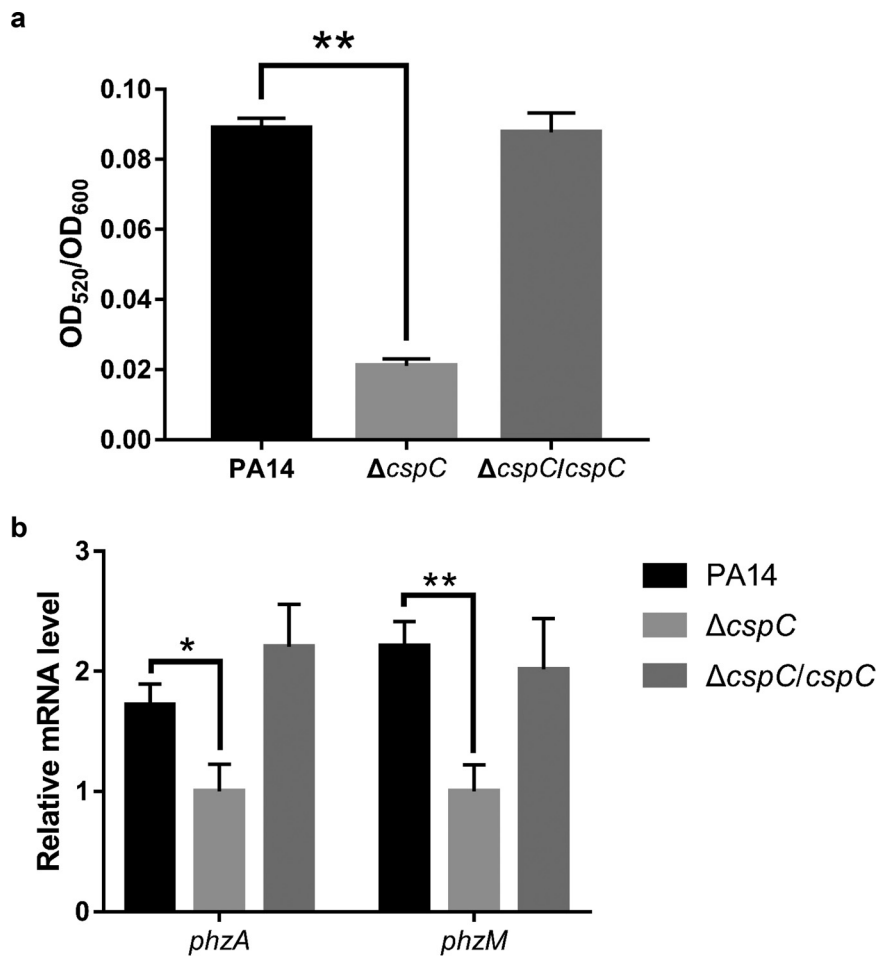 a
**
0.10
0.08
0.06
0.04
0.02
0.00
OD520/OD600
PA14 ΔcspC ΔcspC/cspC
b
3
2
1
0
Relative mRNA level
* **
phzA phzM
PA14
ΔcspC
ΔcspC/cspC